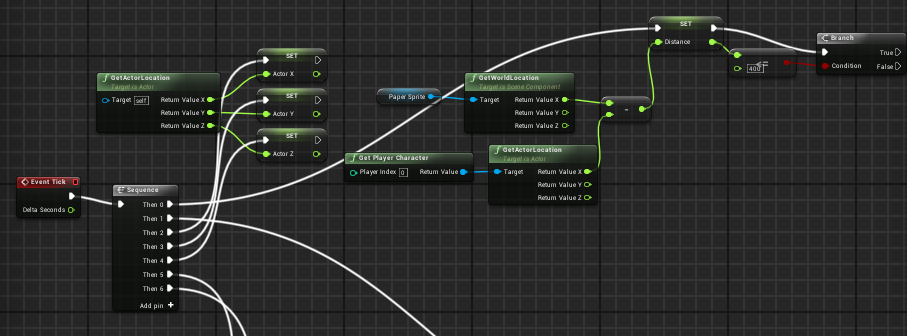 SET
Distance
Branch
True
Condition
False
400
<=
SET
Actor X
GetActorLocation
Target is Actor
Target
self
Return Value X
Return Value Y
Return Value Z
SET
Actor Y
SET
Actor Z
Paper Sprite
GetWorldLocation
Target is Scene Component
Target
Return Value X
Return Value Y
Return Value Z
-
Get Player Character
Player Index
0
Return Value
GetActorLocation
Target is Actor
Target
Return Value X
Return Value Y
Return Value Z
Event Tick
Delta Seconds
Sequence
Then 0
Then 1
Then 2
Then 3
Then 4
Then 5
Then 6
Add pin +